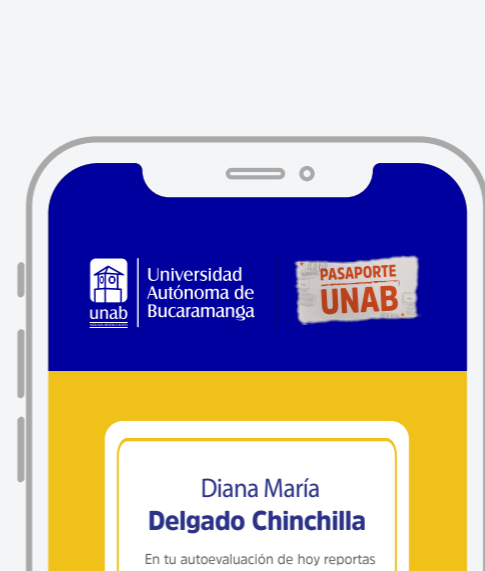 Universidad
Autónoma de
Bucaramanga
unab
PASAPORTE
UNAB
Diana María
Delgado Chinchilla
En tu autoevaluación de hoy reportas